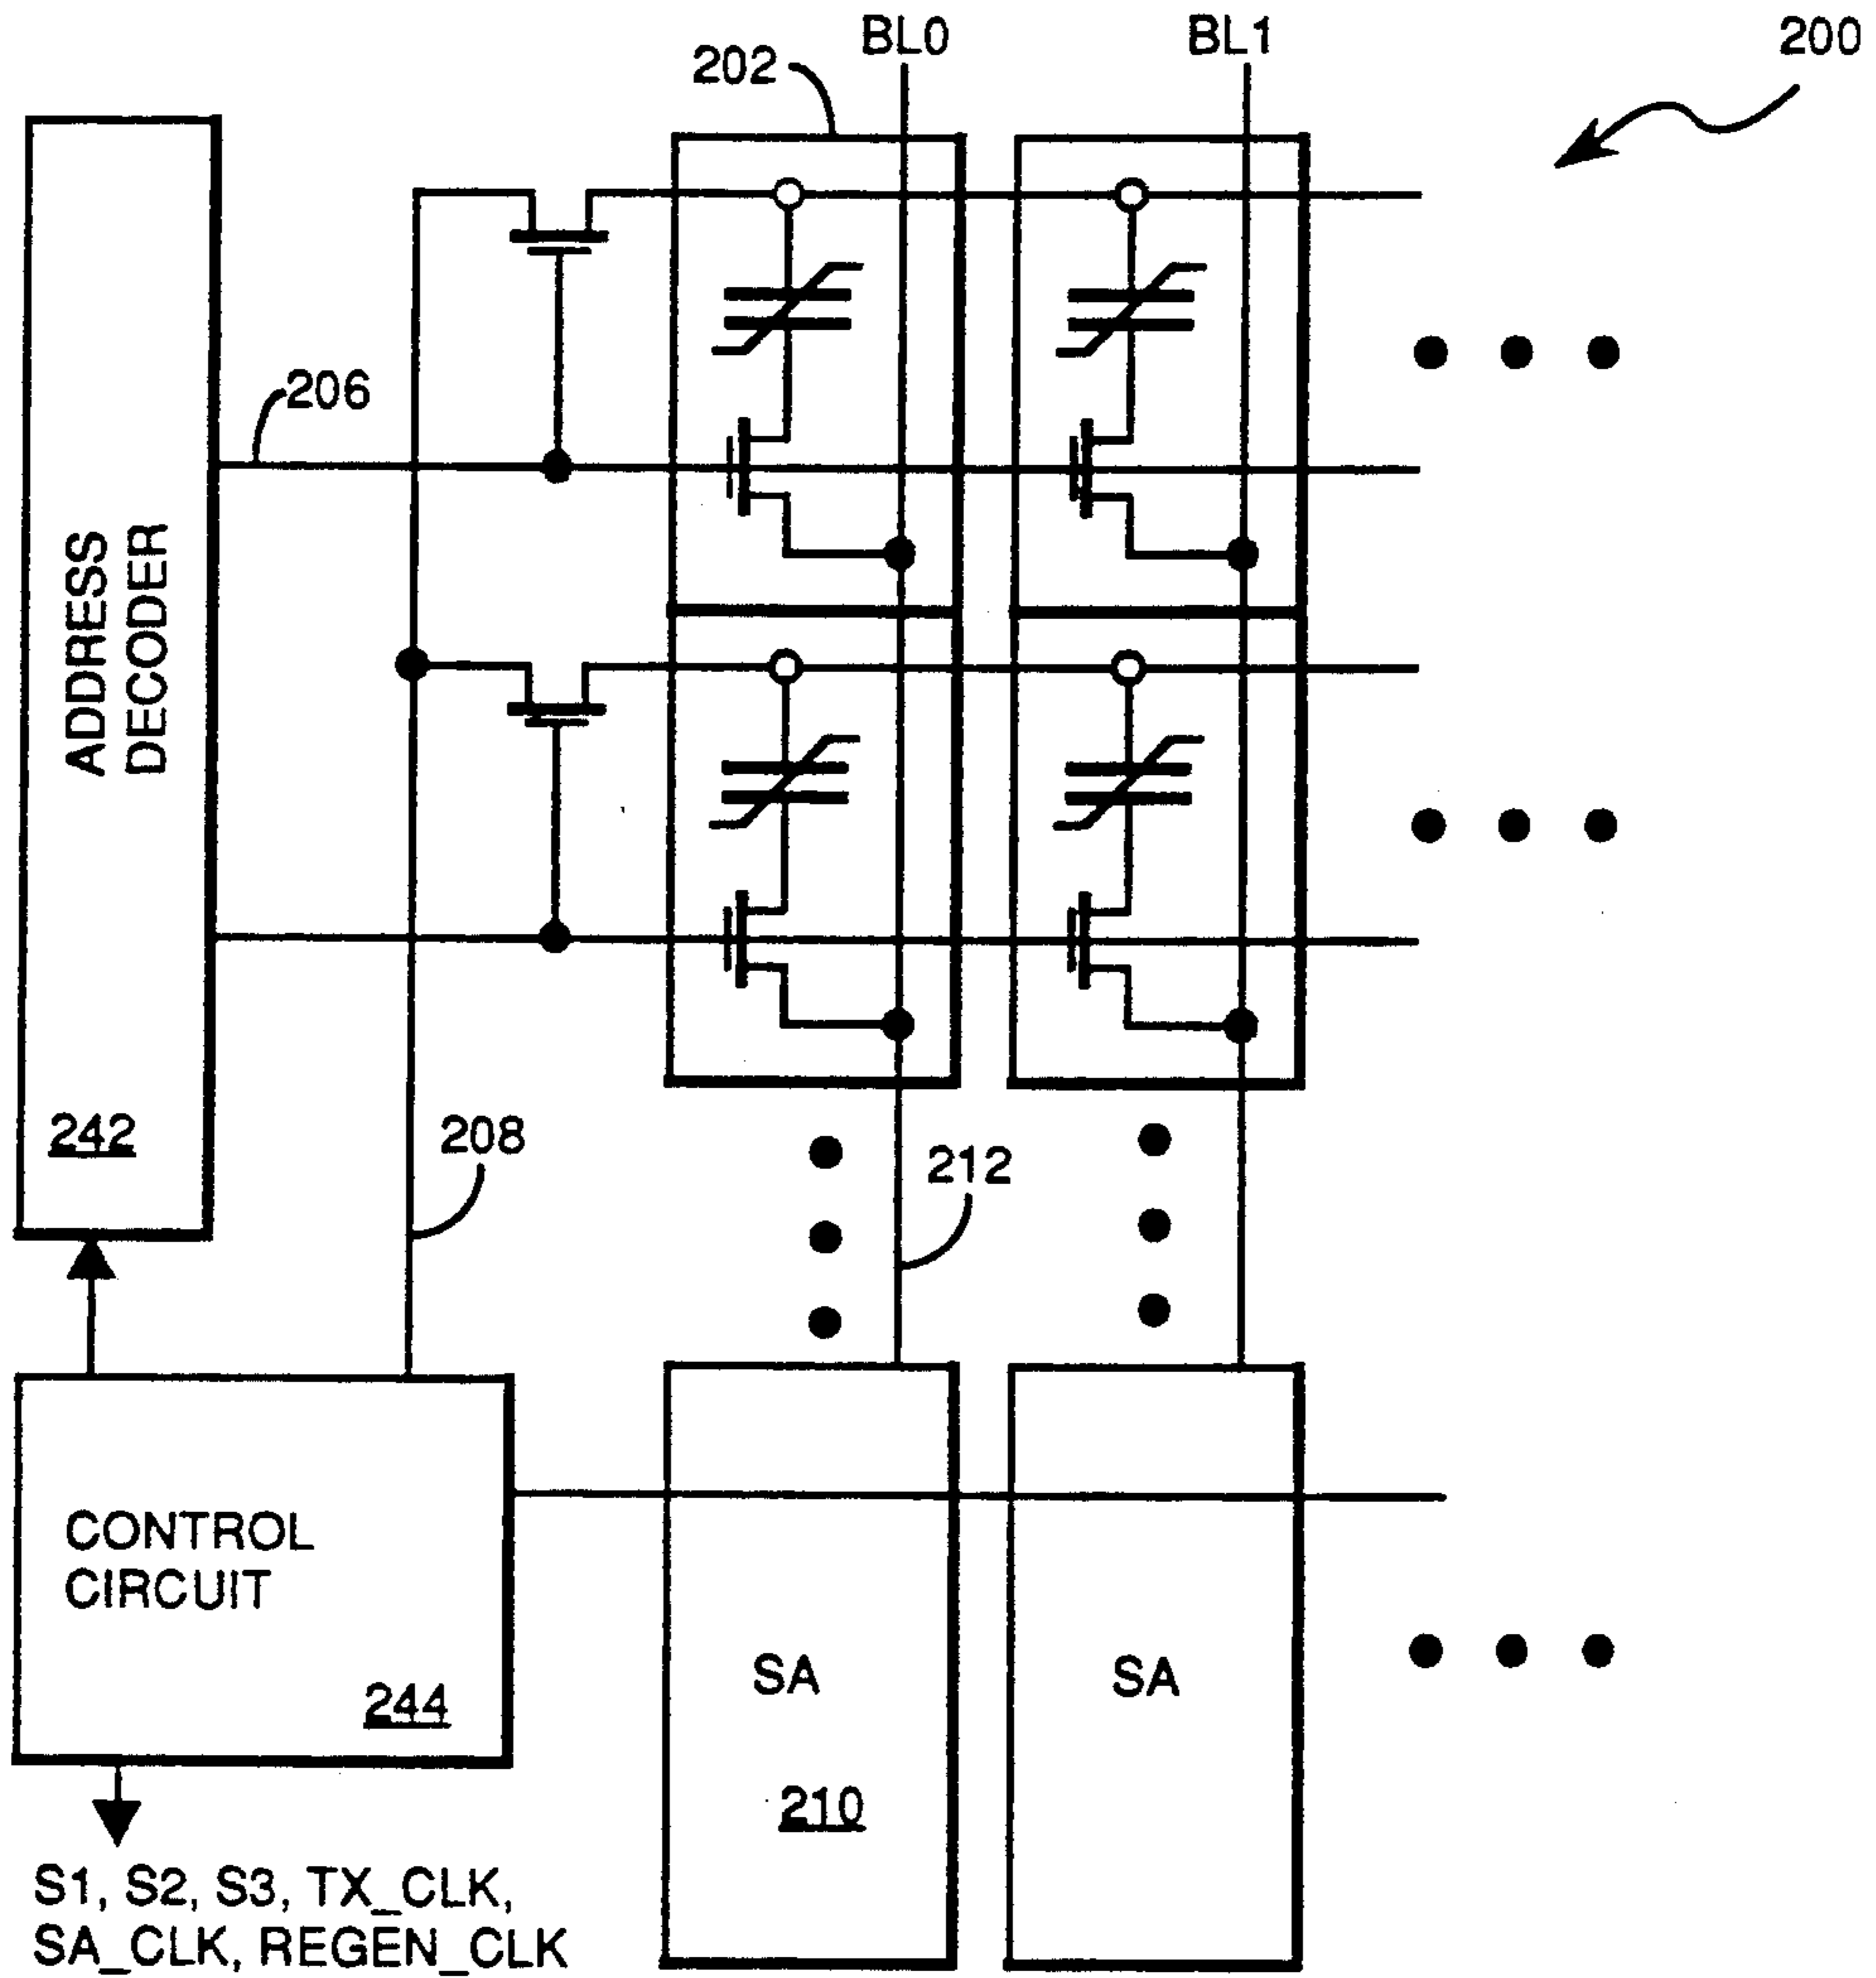 BL0
BL1
200
202
206
ADDRESS
DECODER
242
208
212
CONTROL
CIRCUIT
244
SA
SA
210
S1, S2, S3, TX_CLK,
SA_CLK, REGEN_CLK